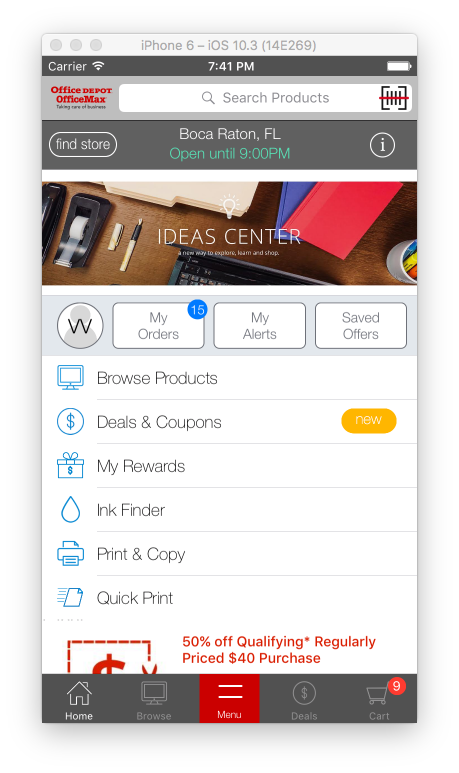 iPhone 6 – iOS 10.3 (14E269)
Carrier 7:41 PM
Office DEPOT
OfficeMax
Taking care of business
Search Products
find store
Boca Raton, FL
Open until 9:00PM
i
IDEAS CENTER
a new way to explore, learn and shop.
W
My
Orders
15
My
Alerts
Saved
Offers
Browse Products
$
Deals & Coupons
new
$
My Rewards
Ink Finder
Print & Copy
Quick Print
$
50% off Qualifying* Regularly
Priced $40 Purchase
Home
Browse
Menu
$
Deals
9
Cart